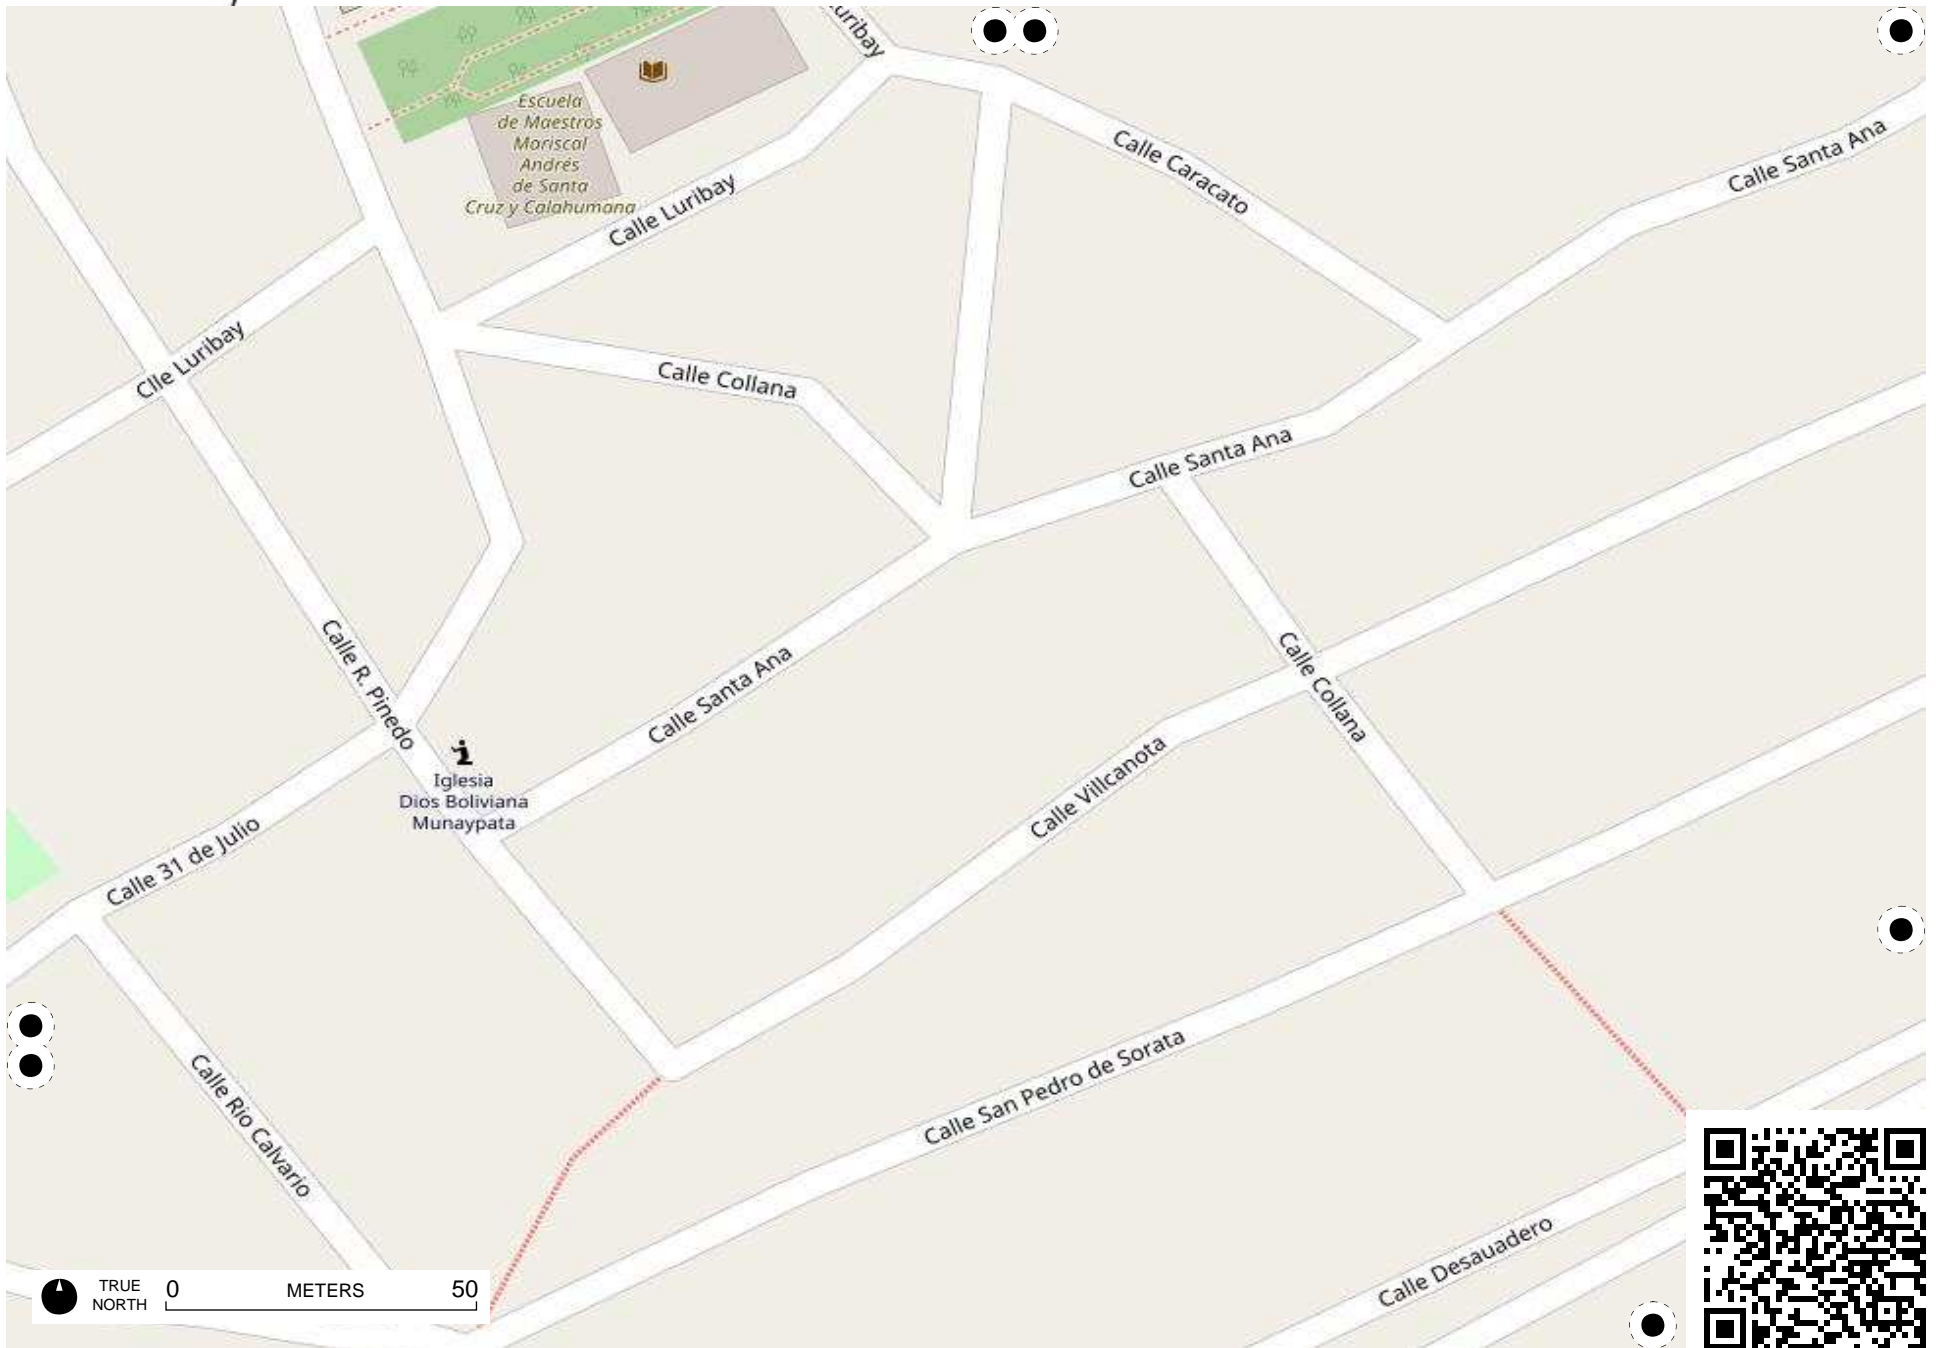 uribay
Escuela
de Maestros
Mariscal
Andrés
de Santa
Cruz y Calahumana
Calle Caracato
Calle Santa Ana
Calle Luribay
Clle Luribay
Calle Collana
Calle Santa Ana
Calle R. Pinedo
Calle Santa Ana
Calle Collana
Iglesia
Dios Boliviana
Munaypata
Calle Villcanota
Calle 31 de Julio
Calle San Pedro de Sorata
Calle Rio Calvario
Calle Desauadero
TRUE
NORTH
0 METERS 50